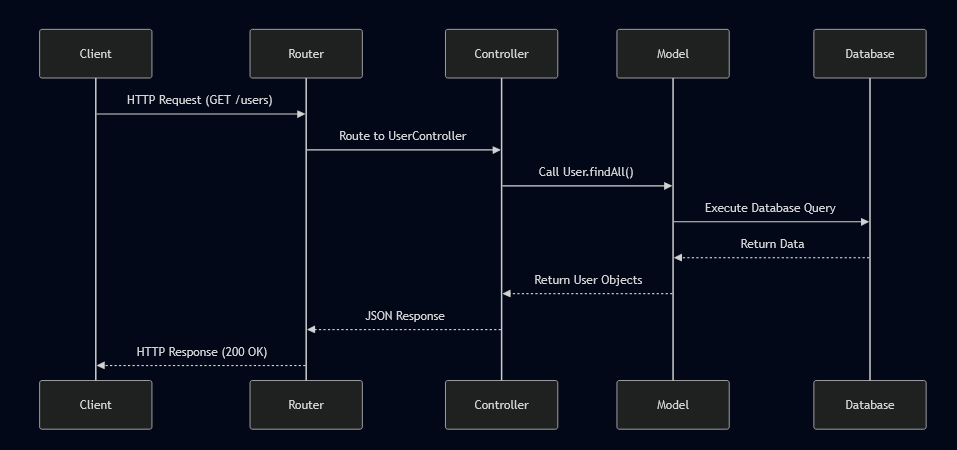 Client
Router
Controller
Model
Database
HTTP Request (GET /users)
Route to UserController
Call User.findAll()
Execute Database Query
Return Data
Return User Objects
JSON Response
HTTP Response (200 OK)
Client
Router
Controller
Model
Database